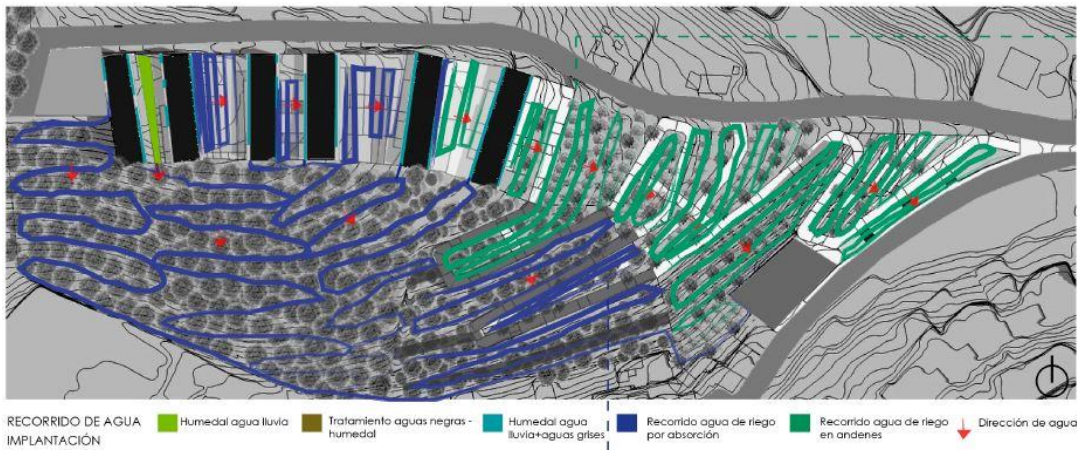 RECORRIDO DE AGUA
IMPLANTACIÓN
Humedal agua lluvia
Tratamiento aguas negras -
humedal
Humedal agua
lluvia+aguas grises
Recorrido agua de riego
por absorción
Recorrido agua de riego
en andenes
Dirección de agua